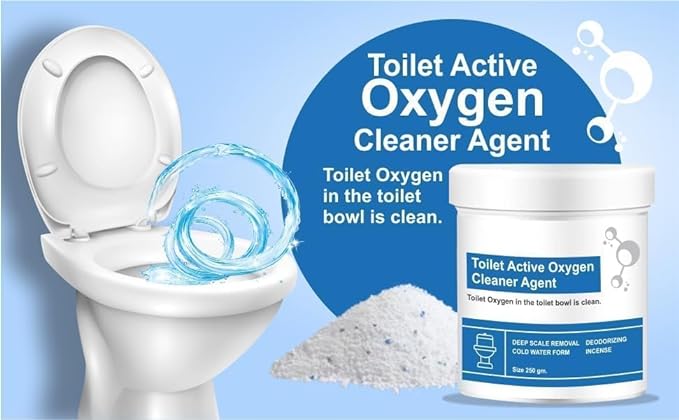 Toilet Active
Oxygen
Cleaner Agent
Toilet Oxygen
in the toilet
bowl is clean.
Toilet Active Oxygen
Cleaner Agent
Toilet Oxygen in the toilet bowl is clean.
DEEP SCALE REMOVAL
COLD WATER FORM
DEODORIZING
INCENSE
Size 250 gm.